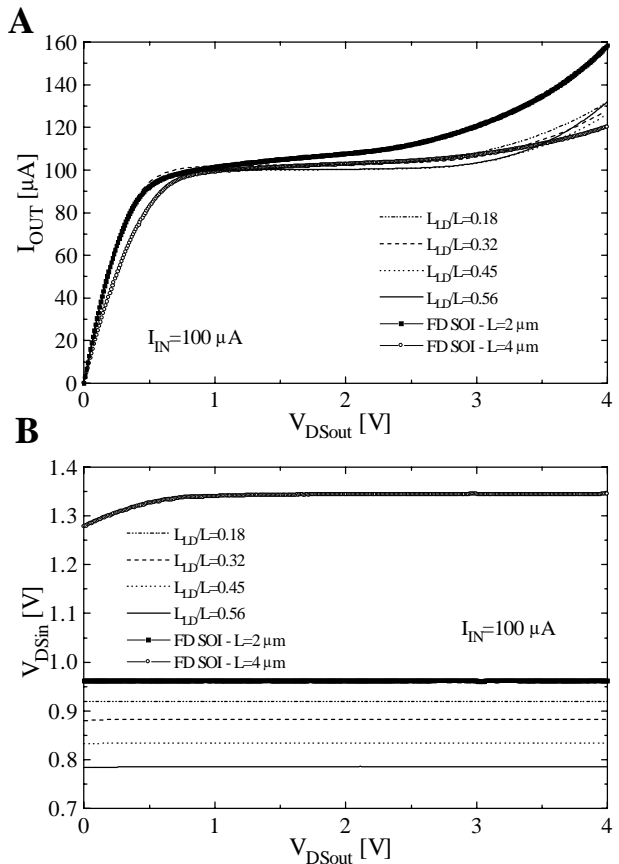 A
160
140
120
100
80
60
40
20
0
I_OUT [µA]
L_LD/L=0.18
L_LD/L=0.32
L_LD/L=0.45
L_LD/L=0.56
FD SOI - L=2 µm
FD SOI - L=4 µm
I_IN=100 µA
0 1 2 3 4
V_DSout [V]
B
1.4
1.3
1.2
1.1
1.0
0.9
0.8
0.7
V_DSin [V]
L_LD/L=0.18
L_LD/L=0.32
L_LD/L=0.45
L_LD/L=0.56
FD SOI - L=2 µm
FD SOI - L=4 µm
I_IN=100 µA
0 1 2 3 4
V_DSout [V]